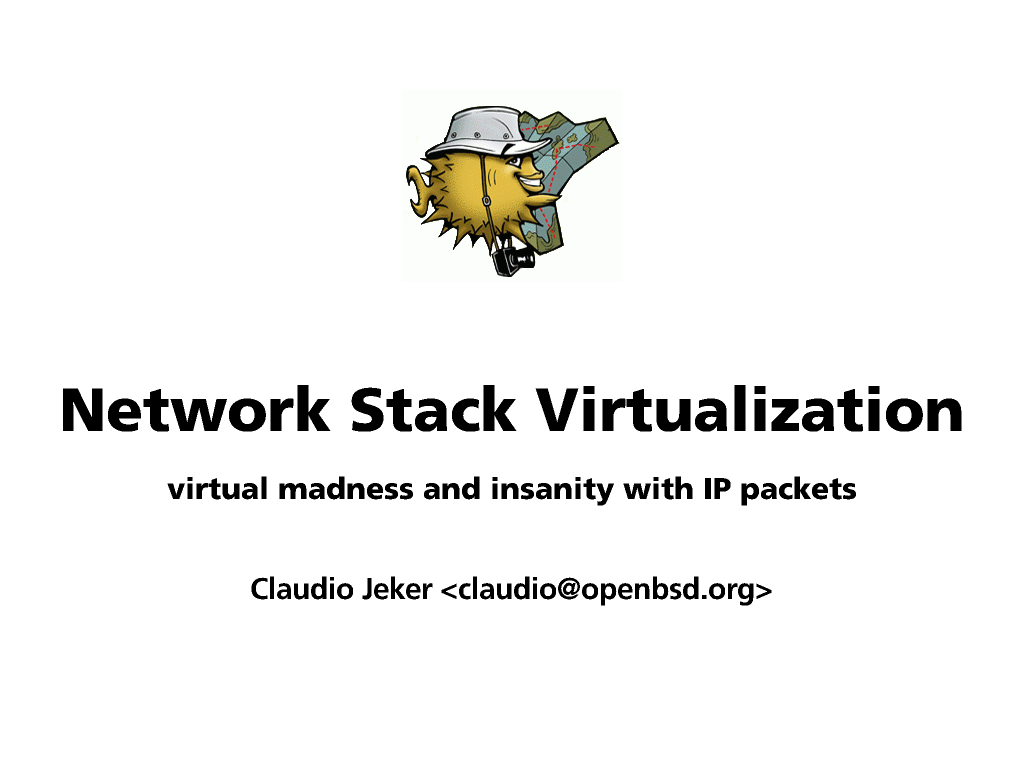 Network Stack Virtualization
virtual madness and insanity with IP packets
Claudio Jeker <claudio@openbsd.org>